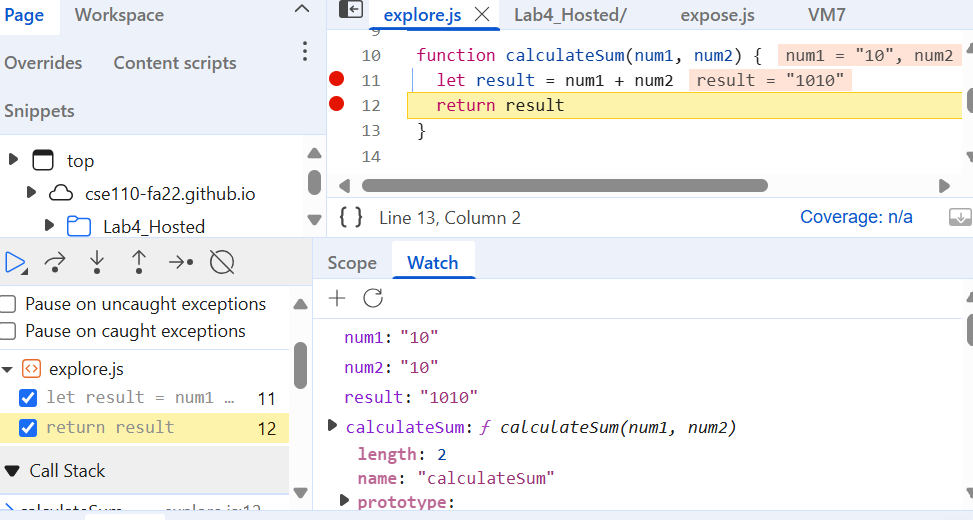 Page Workspace
Overrides Content scripts
Snippets
top
cse110-fa22.github.io
Lab4_Hosted
explore.js Lab4_Hosted/ expose.js VM7
9
10 function calculateSum(num1, num2) { num1 = "10", num2
11 let result = num1 + num2 result = "1010"
12 return result
13 }
14
{ } Line 13, Column 2 Coverage: n/a
Pause on uncaught exceptions
Pause on caught exceptions
explore.js
let result = num1 … 11
return result 12
Call Stack
calculateSum explore.js:12
Scope Watch
num1: "10"
num2: "10"
result: "1010"
calculateSum: ƒ calculateSum(num1, num2)
length: 2
name: "calculateSum"
prototype: